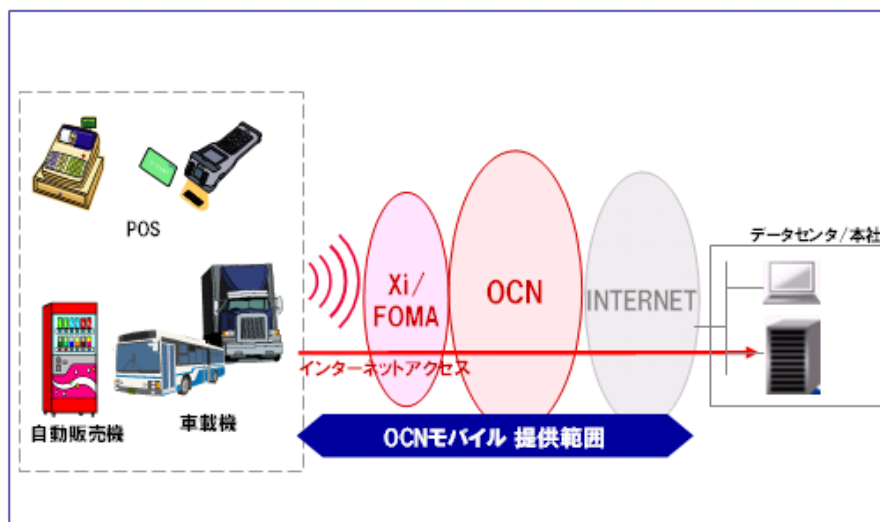 POS
自動販売機
車載機
Xi/
FOMA
OCN
INTERNET
インターネットアクセス
データセンタ/本社
OCNモバイル 提供範囲